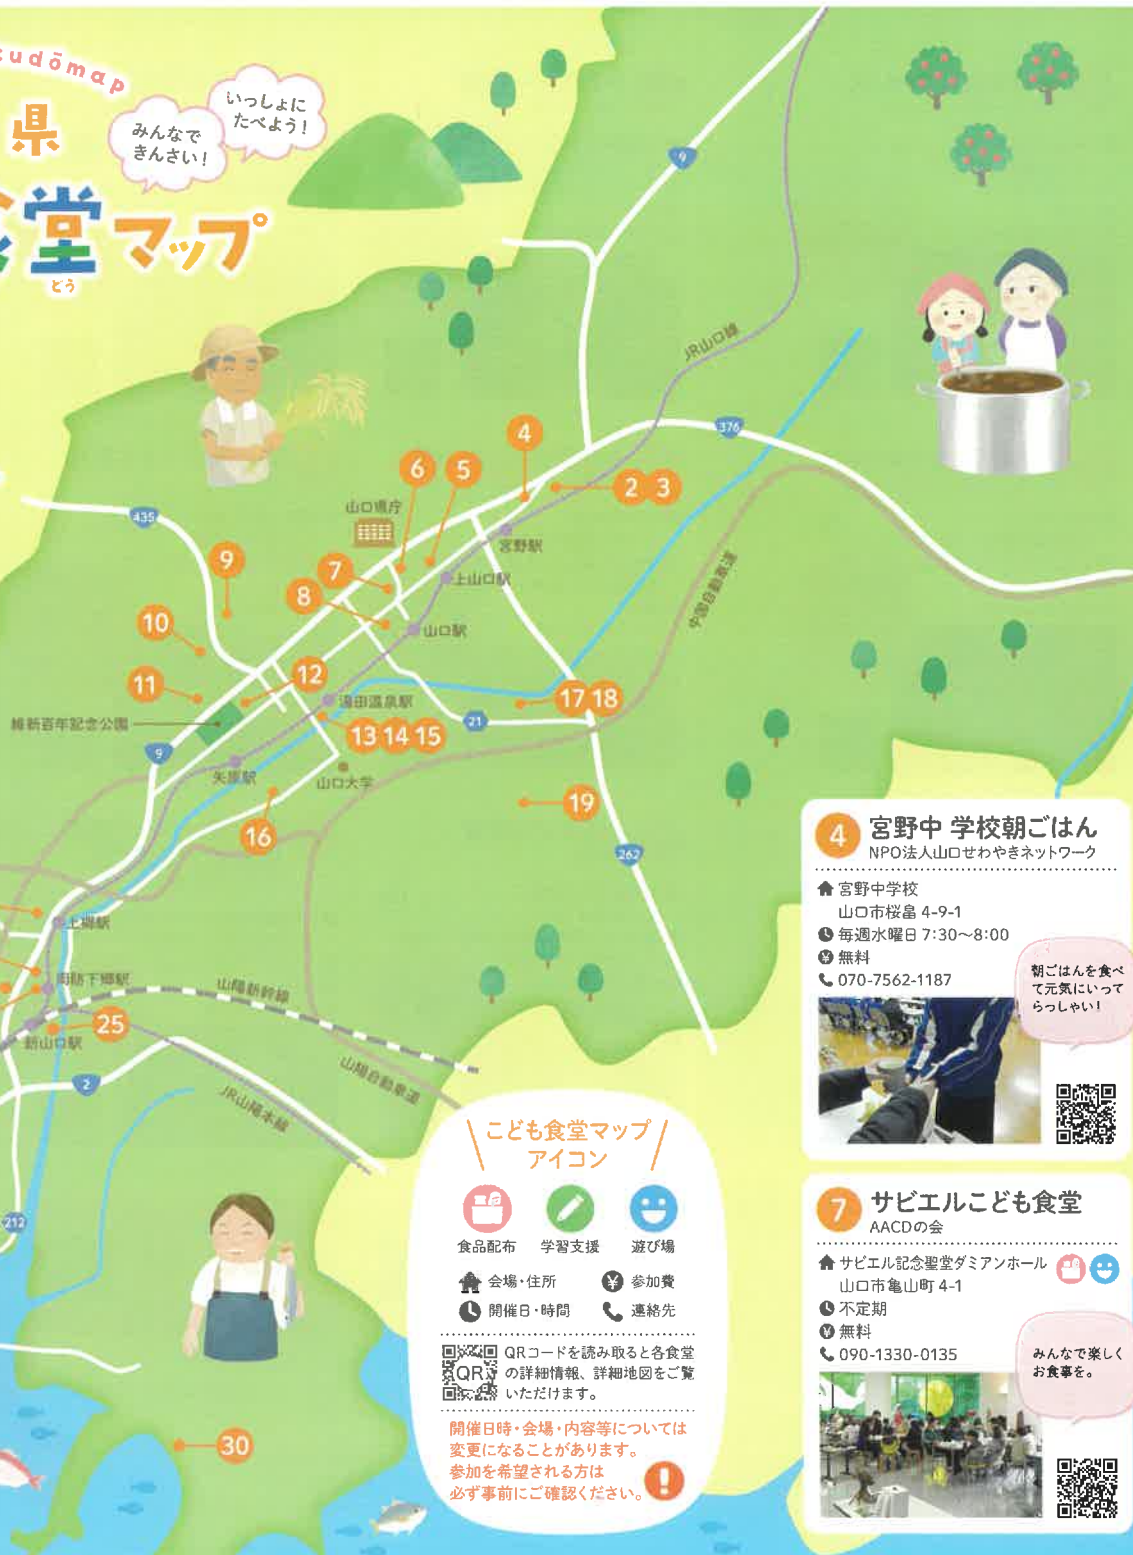 udōmap
県
堂マップ
どう
みんなで
きんさい!
いっしょに
たべよう!
9
JR山口線
376
4
6
5
2 3
山口県庁
435
宮野駅
9
7
上山口駅
中国自動車道
8
10
山口駅
11
12
湯田温泉駅
17 18
維新百年記念公園
21
13 14 15
9
矢原駅
山口大学
19
16
262
上郷駅
周防下郷駅
山陽新幹線
25
新山口駅
山陽自動車道
2
JR山陽本線
212
30
こども食堂マップ
アイコン
食品配布 学習支援 遊び場
会場・住所 参加費
開催日・時間 連絡先
QR
QRコードを読み取ると各食堂
の詳細情報、詳細地図をご覧
いただけます。
開催日時・会場・内容等については
変更になることがあります。
参加を希望される方は
必ず事前にご確認ください。
4 宮野中 学校朝ごはん
NPO法人山口せわやきネットワーク
宮野中学校
山口市桜畠 4-9-1
毎週水曜日 7:30〜8:00
無料
070-7562-1187
朝ごはんを食べ
て元気にいって
らっしゃい!
7 サビエルこども食堂
AACDの会
サビエル記念聖堂ダミアンホール
山口市亀山町 4-1
不定期
無料
090-1330-0135
みんなで楽しく
お食事を。